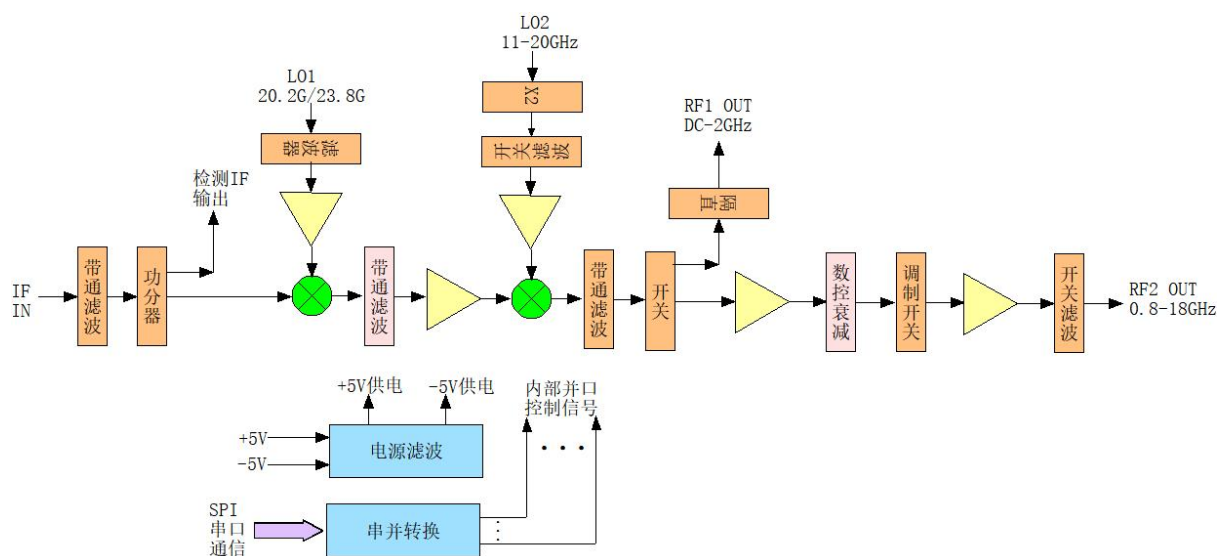 LO2
11-20GHz
X2
开关滤波
LO1
20.2G/23.8G
滤波器
RF1 OUT
DC-2GHz
隔直
检测IF
输出
IF
IN
带通滤波
功分器
带通滤波
带通滤波
开关
数控衰减
调制开关
开关滤波
RF2 OUT
0.8-18GHz
+5V供电
-5V供电
内部并口
控制信号
+5V
-5V
电源滤波
SPI
串口
通信
串并转换